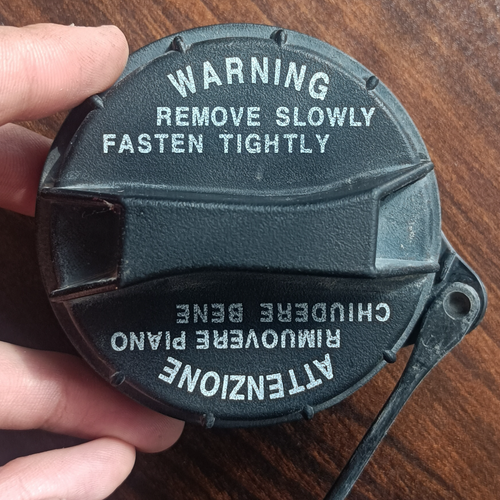 WARNING
REMOVE SLOWLY
FASTEN TIGHTLY
ATTENZIONE
RIMUOVERE PIANO
CHIUDERE BENE